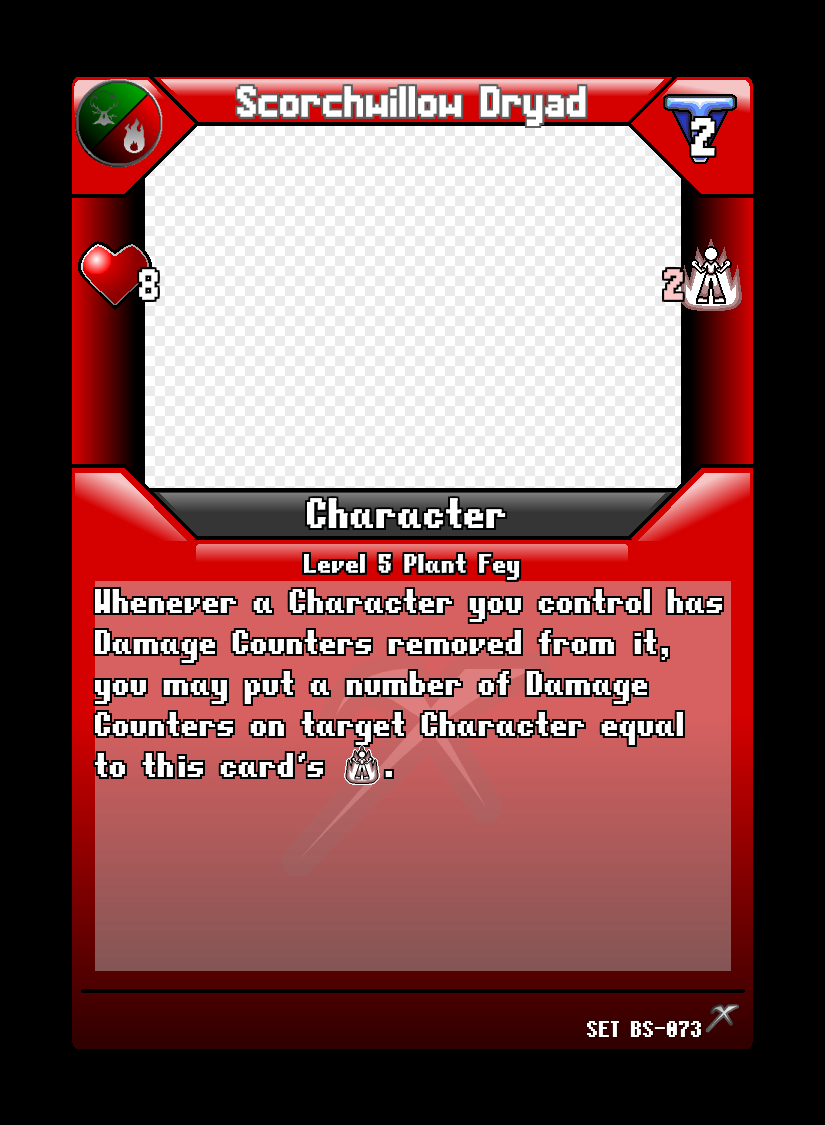 Scorchwillow Dryad
2
8
2
Character
Level 5 Plant Fey
Whenever a Character you control has
Damage Counters removed from it,
you may put a number of Damage
Counters on target Character equal
to this card's .
SET BS-073